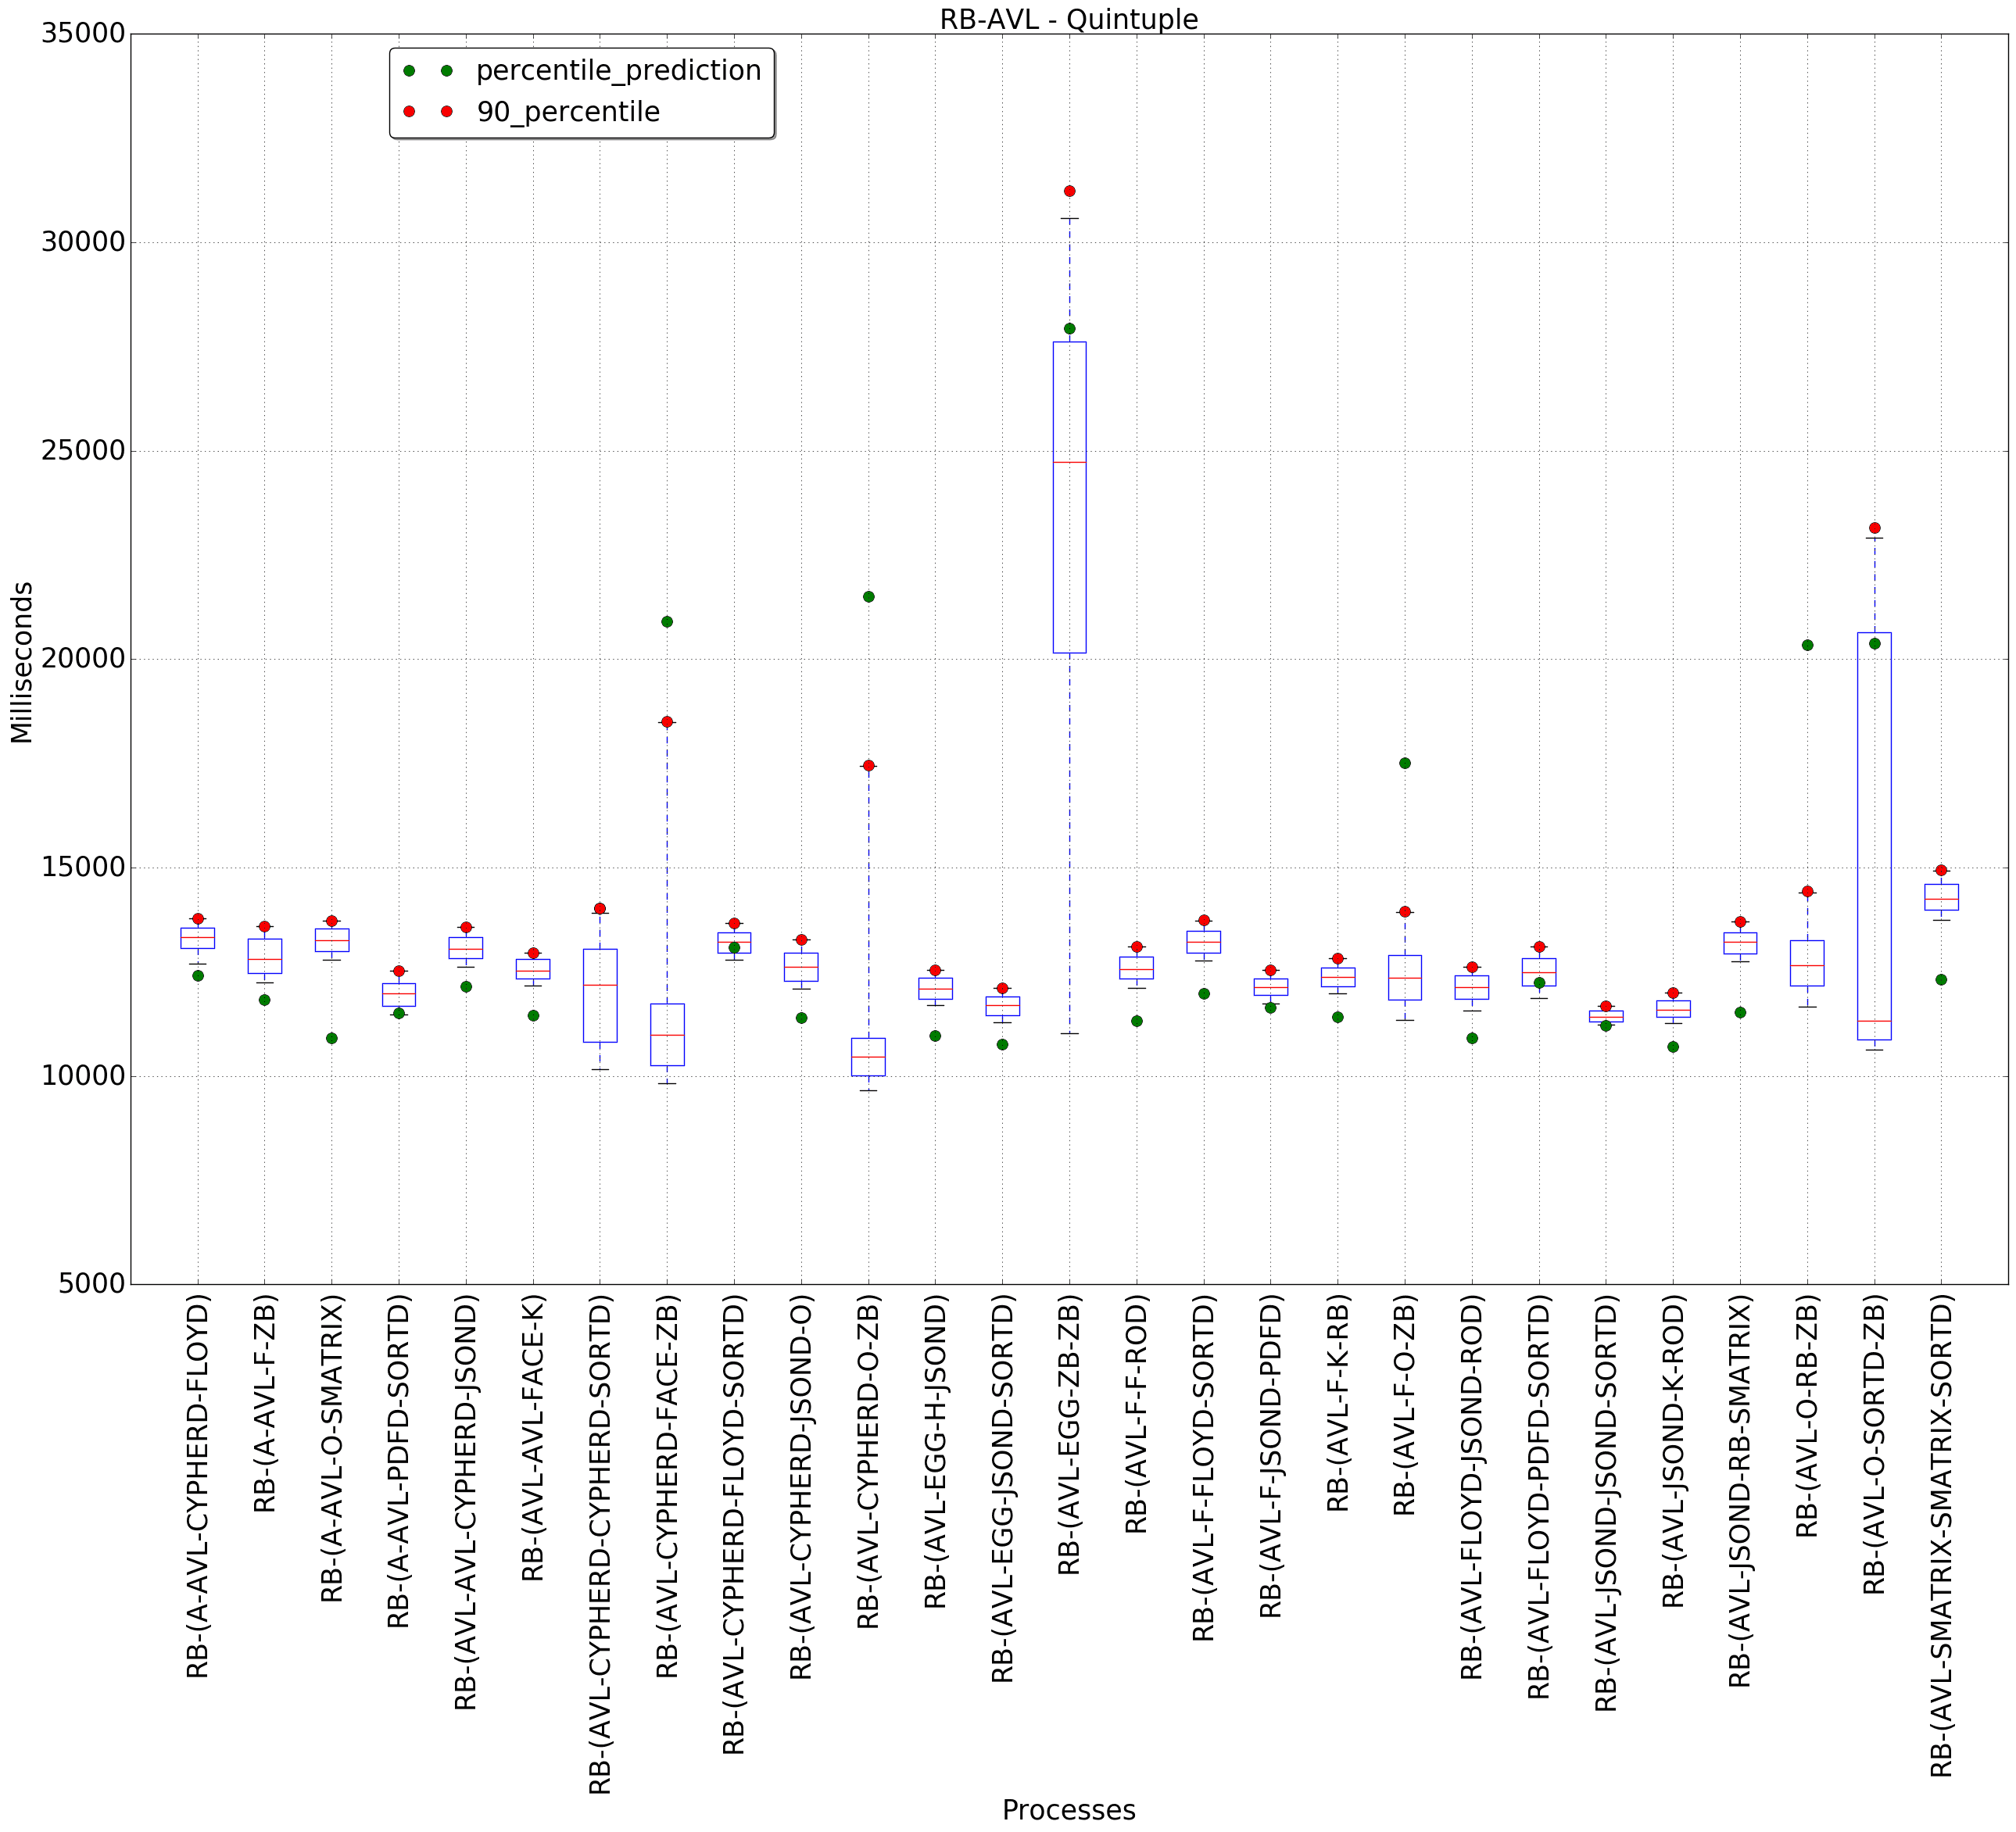 RB-AVL - Quintuple
percentile_prediction
90_percentile
35000
30000
25000
20000
15000
10000
5000
Milliseconds
RB-(A-AVL-CYPHERD-FLOYD)
RB-(A-AVL-F-ZB)
RB-(A-AVL-O-SMATRIX)
RB-(A-AVL-PDFD-SORTD)
RB-(AVL-AVL-CYPHERD-JSOND)
RB-(AVL-AVL-FACE-K)
RB-(AVL-CYPHERD-CYPHERD-SORTD)
RB-(AVL-CYPHERD-FACE-ZB)
RB-(AVL-CYPHERD-FLOYD-SORTD)
RB-(AVL-CYPHERD-JSOND-O)
RB-(AVL-CYPHERD-O-ZB)
RB-(AVL-EGG-H-JSOND)
RB-(AVL-EGG-JSOND-SORTD)
RB-(AVL-EGG-ZB-ZB)
RB-(AVL-F-F-ROD)
RB-(AVL-F-FLOYD-SORTD)
RB-(AVL-F-JSOND-PDFD)
RB-(AVL-F-K-RB)
RB-(AVL-F-O-ZB)
RB-(AVL-FLOYD-JSOND-ROD)
RB-(AVL-FLOYD-PDFD-SORTD)
RB-(AVL-JSOND-JSOND-SORTD)
RB-(AVL-JSOND-K-ROD)
RB-(AVL-JSOND-RB-SMATRIX)
RB-(AVL-O-RB-ZB)
RB-(AVL-O-SORTD-ZB)
RB-(AVL-SMATRIX-SMATRIX-SORTD)
Processes